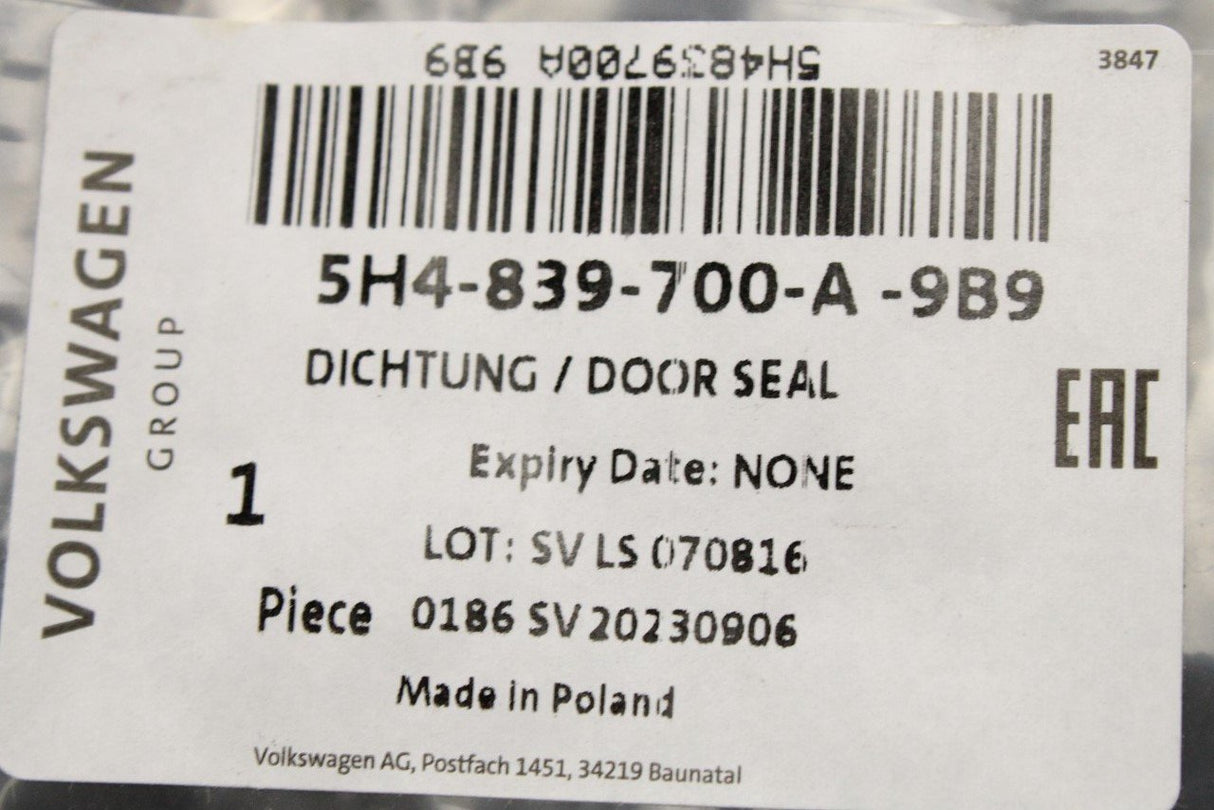 5H4839700A 9B9
3847
VOLKSWAGEN
GROUP
5H4-839-700-A -9B9
DICHTUNG / DOOR SEAL
EAC
Expiry Date: NONE
1
LOT: SV LS 070816
Piece 0186 SV 20230906
Made in Poland
Volkswagen AG, Postfach 1451, 34219 Baunatal